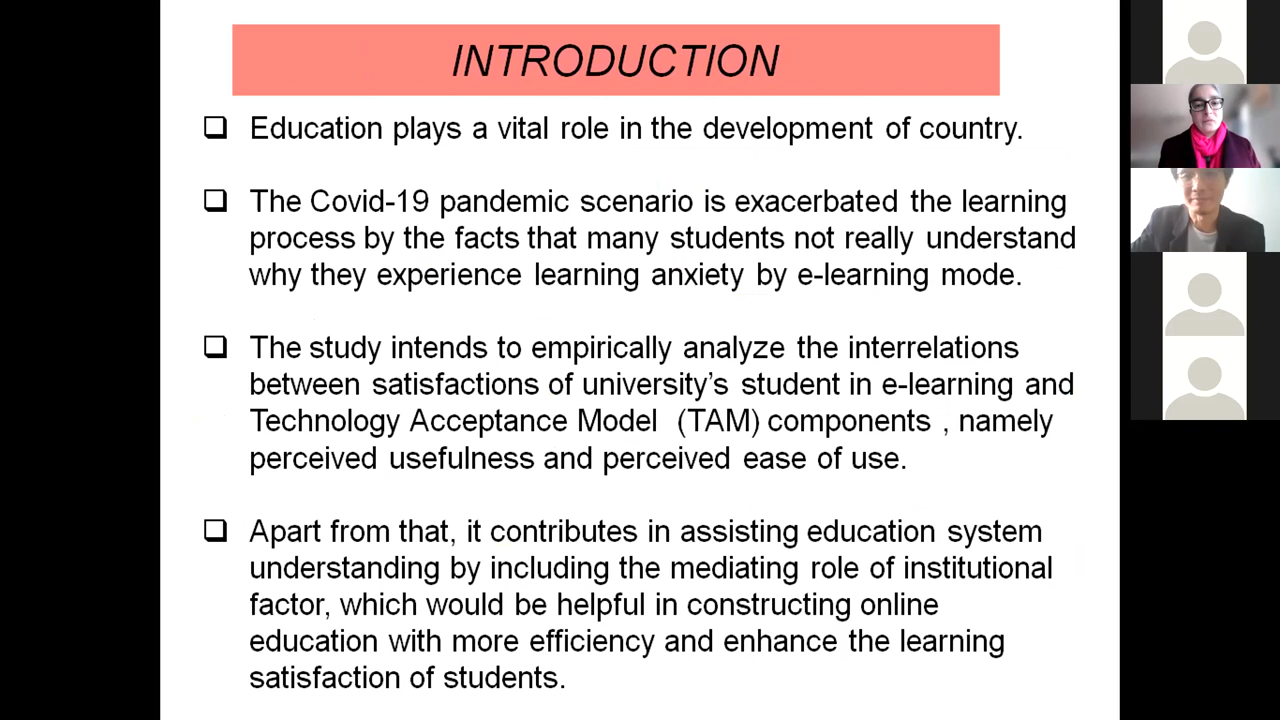 INTRODUCTION
Education plays a vital role in the development of country.
The Covid-19 pandemic scenario is exacerbated the learning
process by the facts that many students not really understand
why they experience learning anxiety by e-learning mode.
The study intends to empirically analyze the interrelations
between satisfactions of university’s student in e-learning and
Technology Acceptance Model (TAM) components , namely
perceived usefulness and perceived ease of use.
Apart from that, it contributes in assisting education system
understanding by including the mediating role of institutional
factor, which would be helpful in constructing online
education with more efficiency and enhance the learning
satisfaction of students.